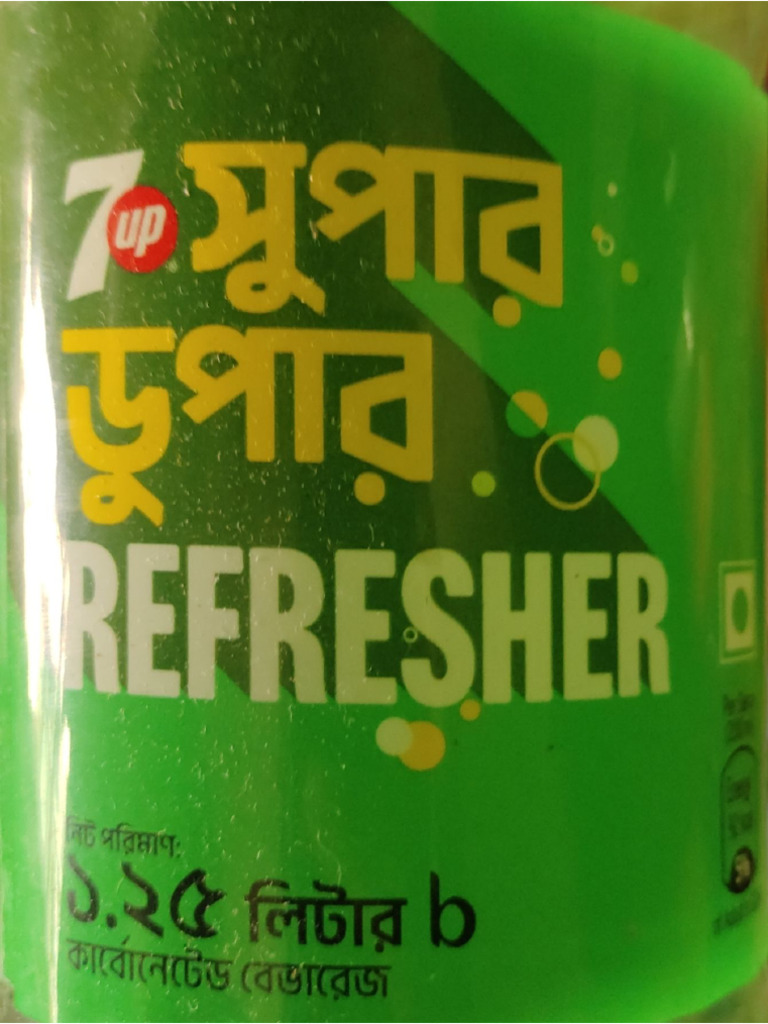 7up সুপার
ডুপার
REFRESHER
নিট পরিমাণ:
১.২৫ লিটার b
কার্বোনেটেড বেভারেজ